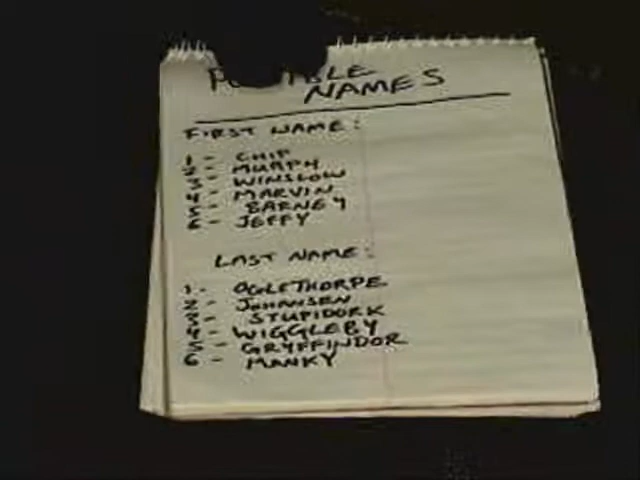 NAMES
FIRST NAME:
1- CHIP
2- MURPH
3- WINSLOW
4- MARVIN
5- BARNEY
6- JEFFY
LAST NAME:
1. OGLETHORPE
2- JOHANSEN
3- STUPIDORK
4- WIGGLEBY
5- GRYFFINDOR
6- MANKY